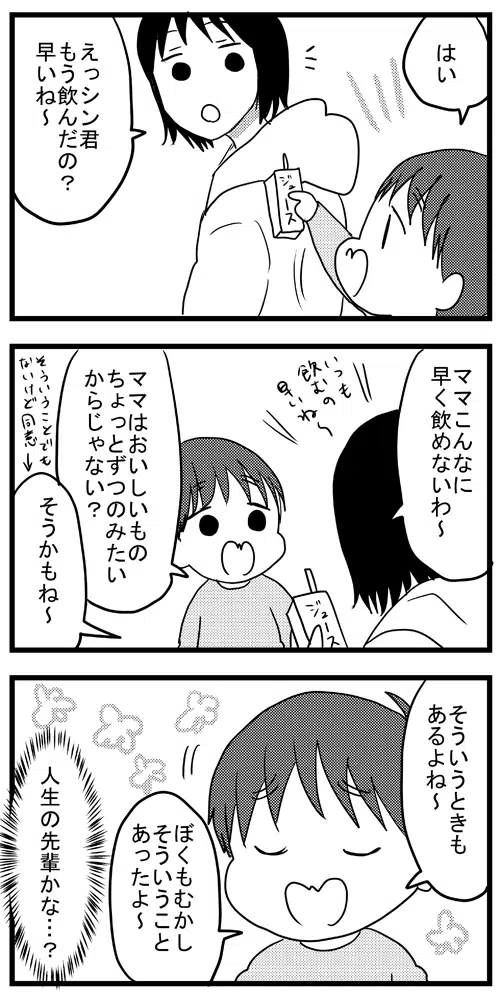 はい
えっシン君
もう飲んだの？
早いね～
ジュース
ママこんなに
早く飲めないわ～
いつも
飲むの
早いね～
ママはおいしいもの
ちょっとずつのみたい
からじゃない？
そういうことでも
ないけど同意→
そうかもね～
ジュース
そういうときも
あるよね～
ぼくもむかし
そういうこと
あったよ～
人生の先輩かな…？